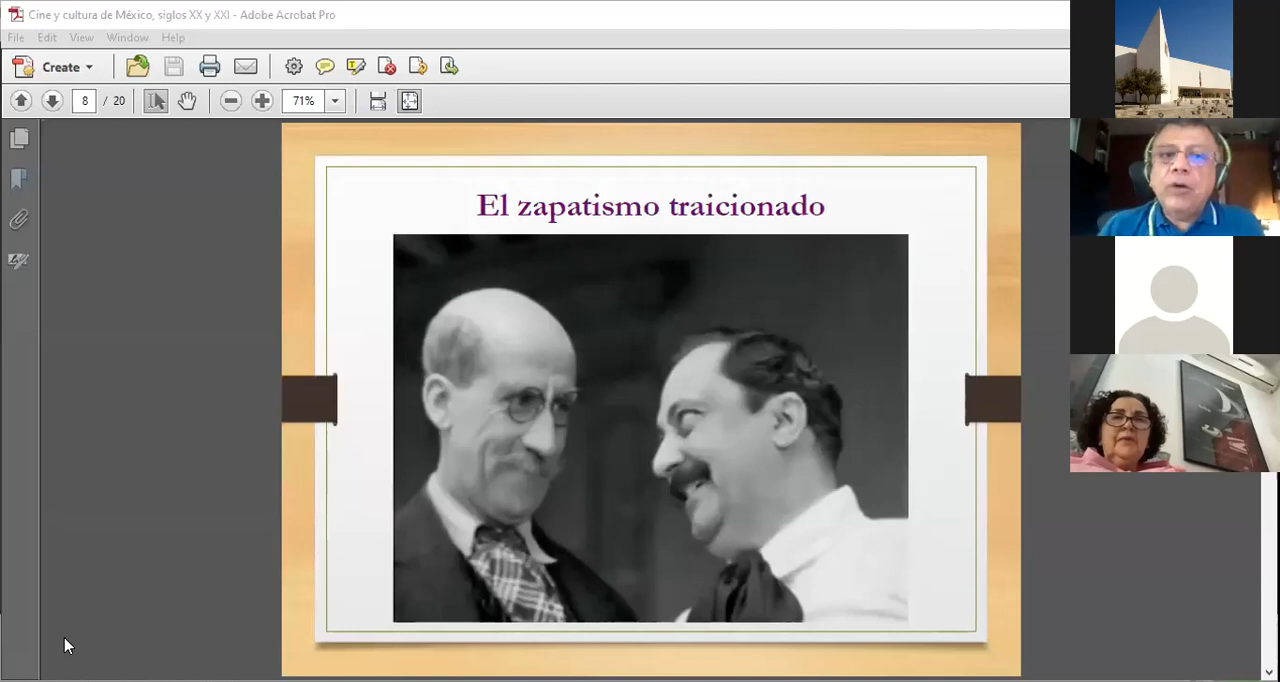 Cine y cultura de México, siglos XX y XXI - Adobe Acrobat Pro
File Edit View Window Help
Create
8 / 20 71%
El zapatismo traicionado